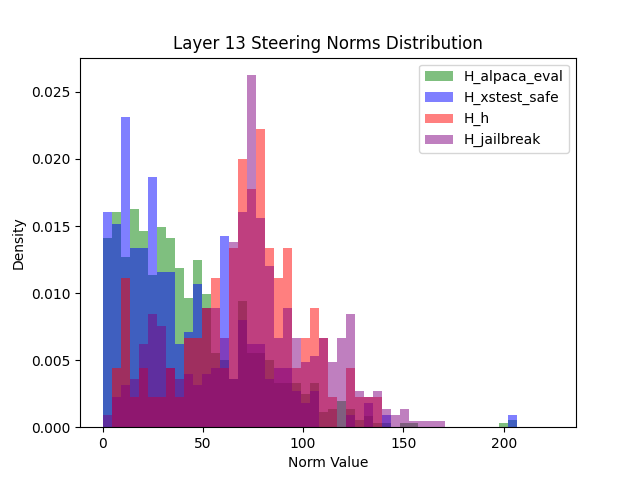 Layer 13 Steering Norms Distribution
H_alpaca_eval
H_xstest_safe
H_h
H_jailbreak
0.025
0.020
0.015
0.010
0.005
0.000
Density
0
50
100
150
200
Norm Value